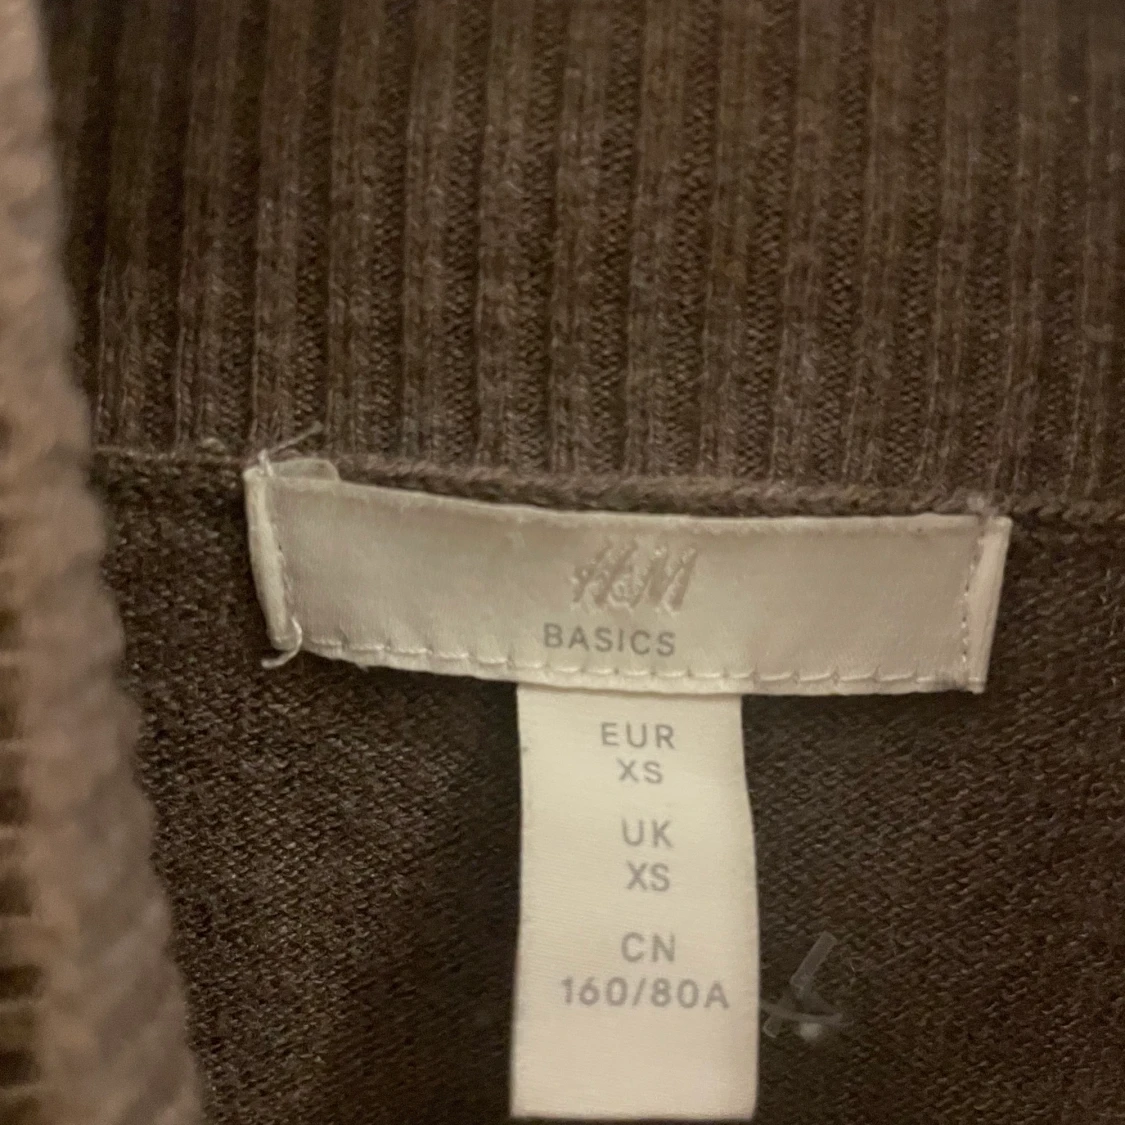 H&M
BASICS
EUR
XS
UK
XS
CN
160/80A